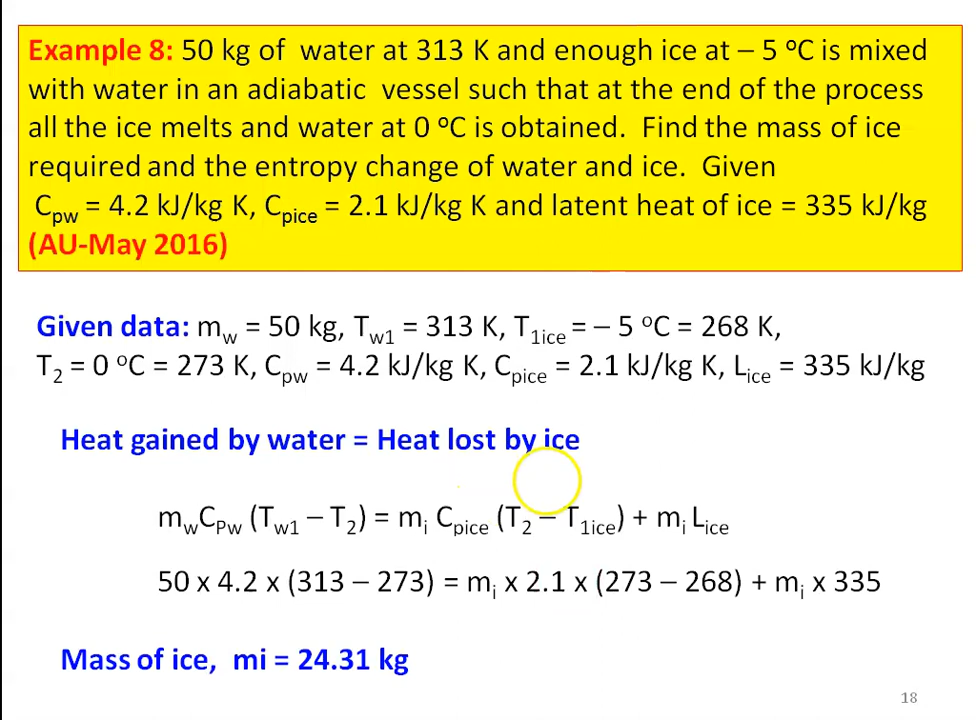 Example 8: 50 kg of water at 313 K and enough ice at – 5 ᵒC is mixed
with water in an adiabatic vessel such that at the end of the process
all the ice melts and water at 0 ᵒC is obtained. Find the mass of ice
required and the entropy change of water and ice. Given
Cpw = 4.2 kJ/kg K, Cpice = 2.1 kJ/kg K and latent heat of ice = 335 kJ/kg
(AU-May 2016)
Given data: mw = 50 kg, Tw1 = 313 K, T1ice = – 5 ᵒC = 268 K,
T2 = 0 ᵒC = 273 K, Cpw = 4.2 kJ/kg K, Cpice = 2.1 kJ/kg K, Lice = 335 kJ/kg
Heat gained by water = Heat lost by ice
mwCPw (Tw1 – T2) = mi Cpice (T2 – T1ice) + mi Lice
50 x 4.2 x (313 – 273) = mi x 2.1 x (273 – 268) + mi x 335
Mass of ice, mi = 24.31 kg
18